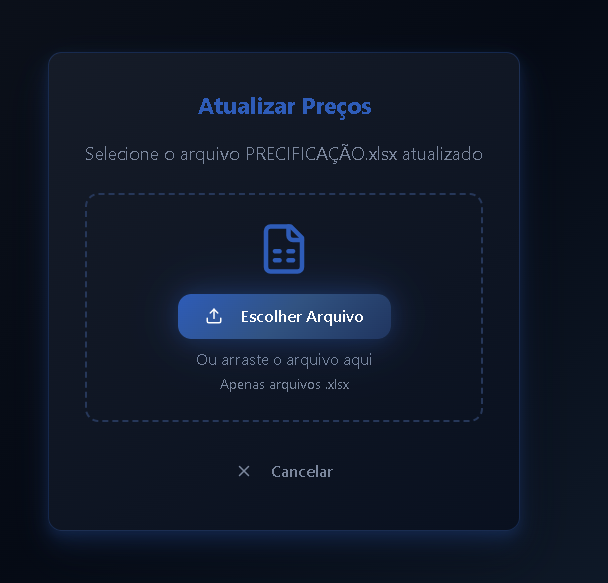 Atualizar Preços
Selecione o arquivo PRECIFICAÇÃO.xlsx atualizado
Escolher Arquivo
Ou arraste o arquivo aqui
Apenas arquivos .xlsx
Cancelar